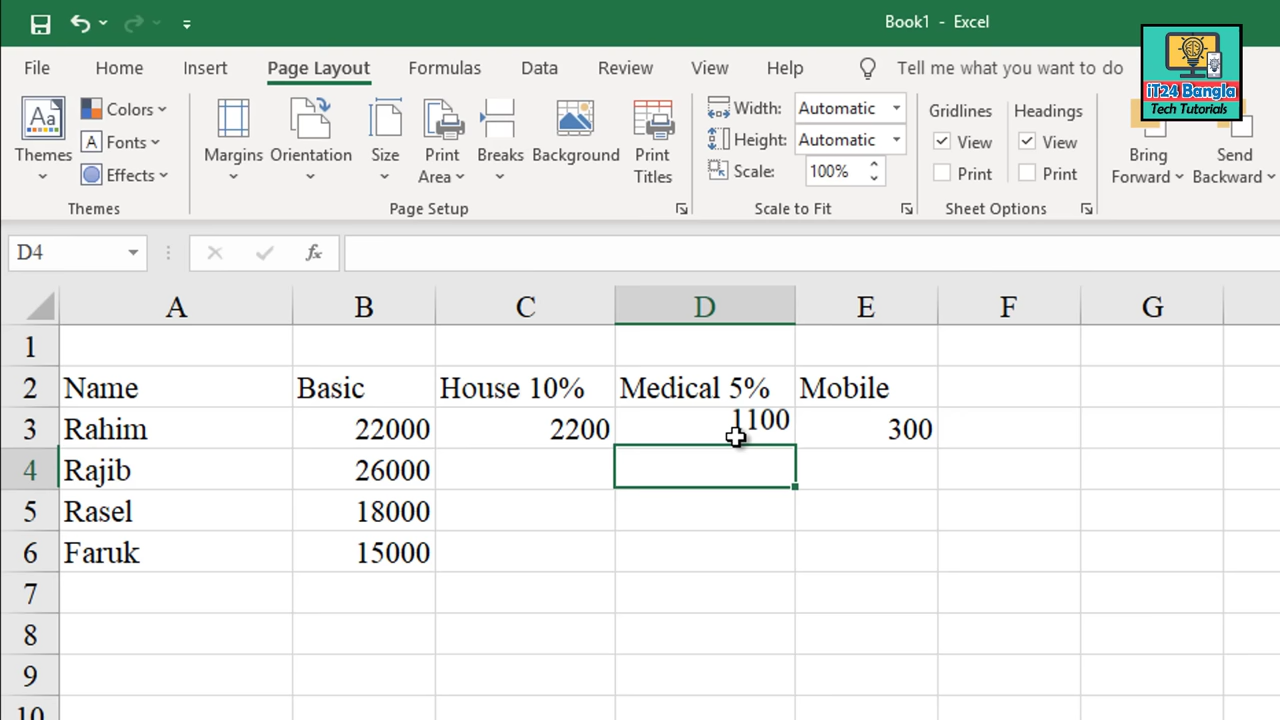 Book1 - Excel
iT24 Bangla
Tech Tutorials
File Home Insert Page Layout Formulas Data Review View Help Tell me what you want to do
Aa Themes
Colors
A Fonts
Effects
Themes
Margins Orientation Size Print Area Breaks Background Print Titles
Page Setup
Width: Automatic
Height: Automatic
Scale: 100%
Scale to Fit
Gridlines Headings
View View
Print Print
Sheet Options
Bring Forward Send Backward
D4 fx
A B C D E F G
1
2 Name Basic House 10% Medical 5% Mobile
3 Rahim 22000 2200 1100 300
4 Rajib 26000
5 Rasel 18000
6 Faruk 15000
7
8
9
10